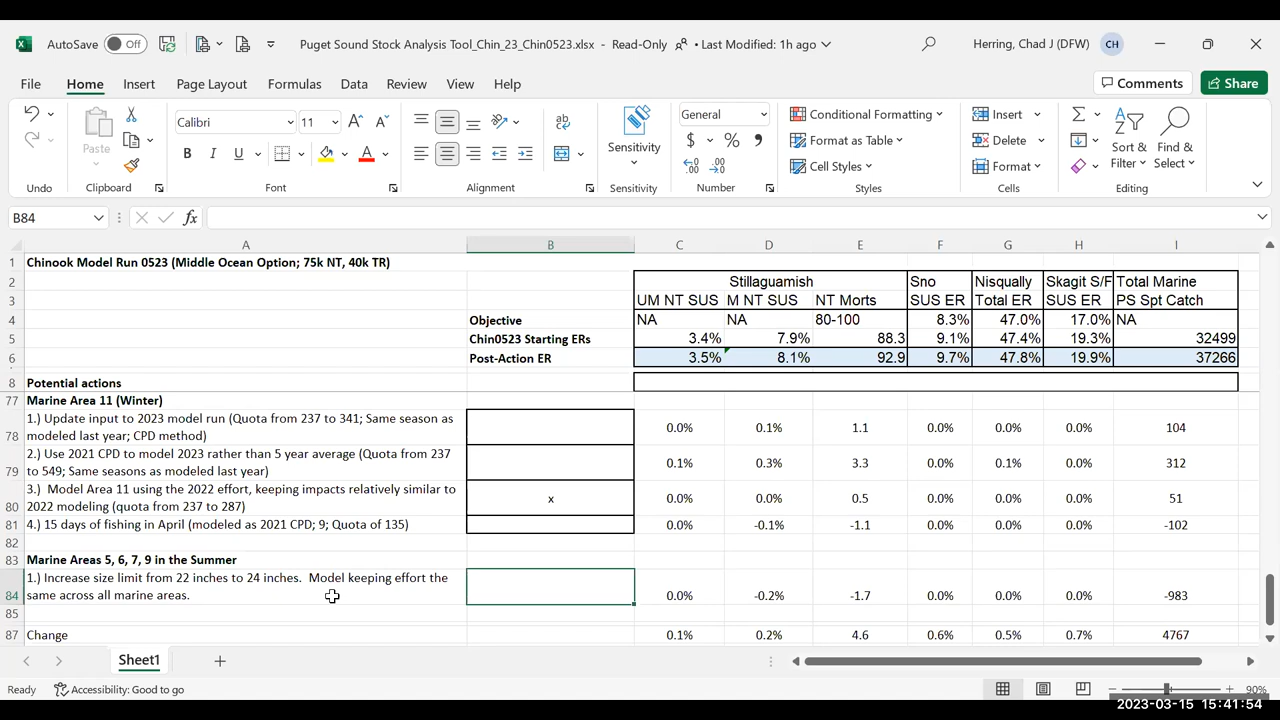 AutoSave Off Puget Sound Stock Analysis Tool_Chin_23_Chin0523.xlsx - Read-Only • Last Modified: 1h ago Herring, Chad J (DFW) CH
File Home Insert Page Layout Formulas Data Review View Help Comments Share
Paste Calibri 11 A A ab General Conditional Formatting Insert Σ
B I U A Sensitivity $ % , Format as Table Delete Sort & Find &
Cell Styles Format Filter Select
Undo Clipboard Font Alignment Sensitivity Number Styles Cells Editing
B84 fx
A B C D E F G H I
1 Chinook Model Run 0523 (Middle Ocean Option; 75k NT, 40k TR)
2 Stillaguamish Sno Nisqually Skagit S/F Total Marine
3 UM NT SUS M NT SUS NT Morts SUS ER Total ER SUS ER PS Spt Catch
4 Objective NA NA 80-100 8.3% 47.0% 17.0% NA
5 Chin0523 Starting ERs 3.4% 7.9% 88.3 9.1% 47.4% 19.3% 32499
6 Post-Action ER 3.5% 8.1% 92.9 9.7% 47.8% 19.9% 37266
8 Potential actions
77 Marine Area 11 (Winter)
1.) Update input to 2023 model run (Quota from 237 to 341; Same season as
78 modeled last year; CPD method) 0.0% 0.1% 1.1 0.0% 0.0% 0.0% 104
2.) Use 2021 CPD to model 2023 rather than 5 year average (Quota from 237
79 to 549; Same seasons as modeled last year) 0.1% 0.3% 3.3 0.0% 0.1% 0.0% 312
3.) Model Area 11 using the 2022 effort, keeping impacts relatively similar to
80 2022 modeling (quota from 237 to 287) x 0.0% 0.0% 0.5 0.0% 0.0% 0.0% 51
81 4.) 15 days of fishing in April (modeled as 2021 CPD; 9; Quota of 135) 0.0% -0.1% -1.1 0.0% 0.0% 0.0% -102
82
83 Marine Areas 5, 6, 7, 9 in the Summer
1.) Increase size limit from 22 inches to 24 inches. Model keeping effort the
84 same across all marine areas. 0.0% -0.2% -1.7 0.0% 0.0% 0.0% -983
85
87 Change 0.1% 0.2% 4.6 0.6% 0.5% 0.7% 4767
Sheet1
Ready Accessibility: Good to go 90%
2023-03-15 15:41:54